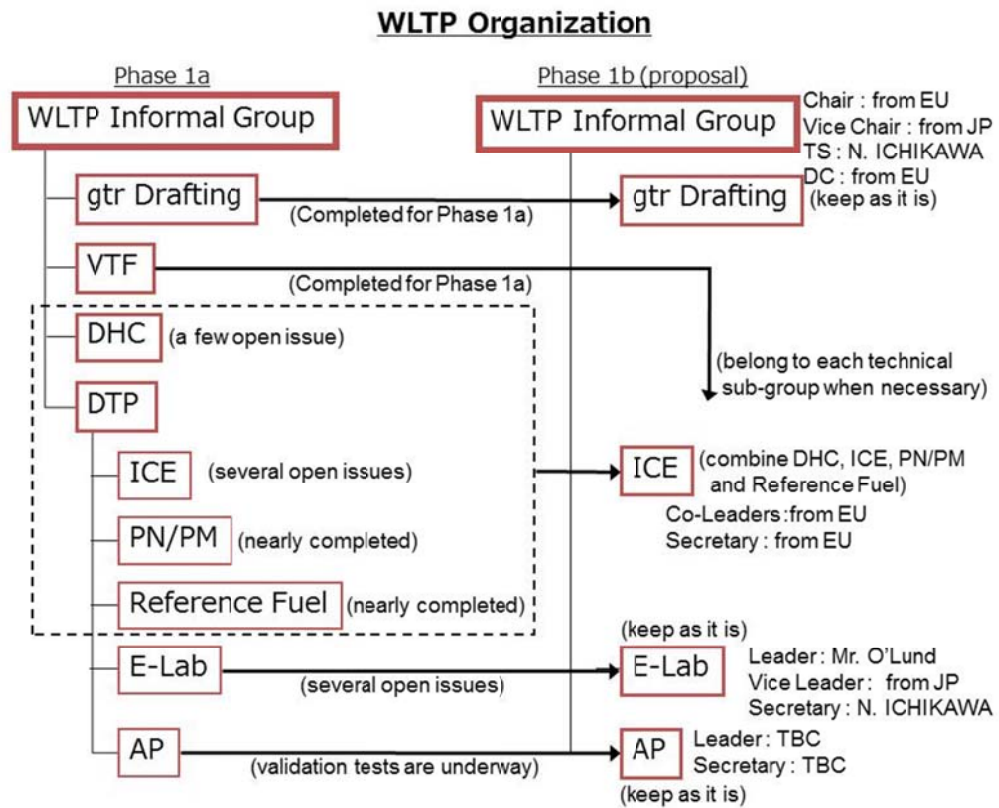 WLTP Organization
Phase 1a
Phase 1b (proposal)
WLTP Informal Group
WLTP Informal Group
Chair : from EU
Vice Chair : from JP
TS : N. ICHIKAWA
DC : from EU
gtr Drafting
(Completed for Phase 1a)
gtr Drafting
(keep as it is)
VTF
(Completed for Phase 1a)
DHC
(a few open issue)
(belong to each technical
sub-group when necessary)
DTP
ICE
(several open issues)
ICE
(combine DHC, ICE, PN/PM
and Reference Fuel)
Co-Leaders :from EU
Secretary : from EU
PN/PM
(nearly completed)
Reference Fuel
(nearly completed)
(keep as it is)
E-Lab
(several open issues)
E-Lab
Leader : Mr. O'Lund
Vice Leader : from JP
Secretary : N. ICHIKAWA
AP
(validation tests are underway)
AP
Leader : TBC
Secretary : TBC
(keep as it is)